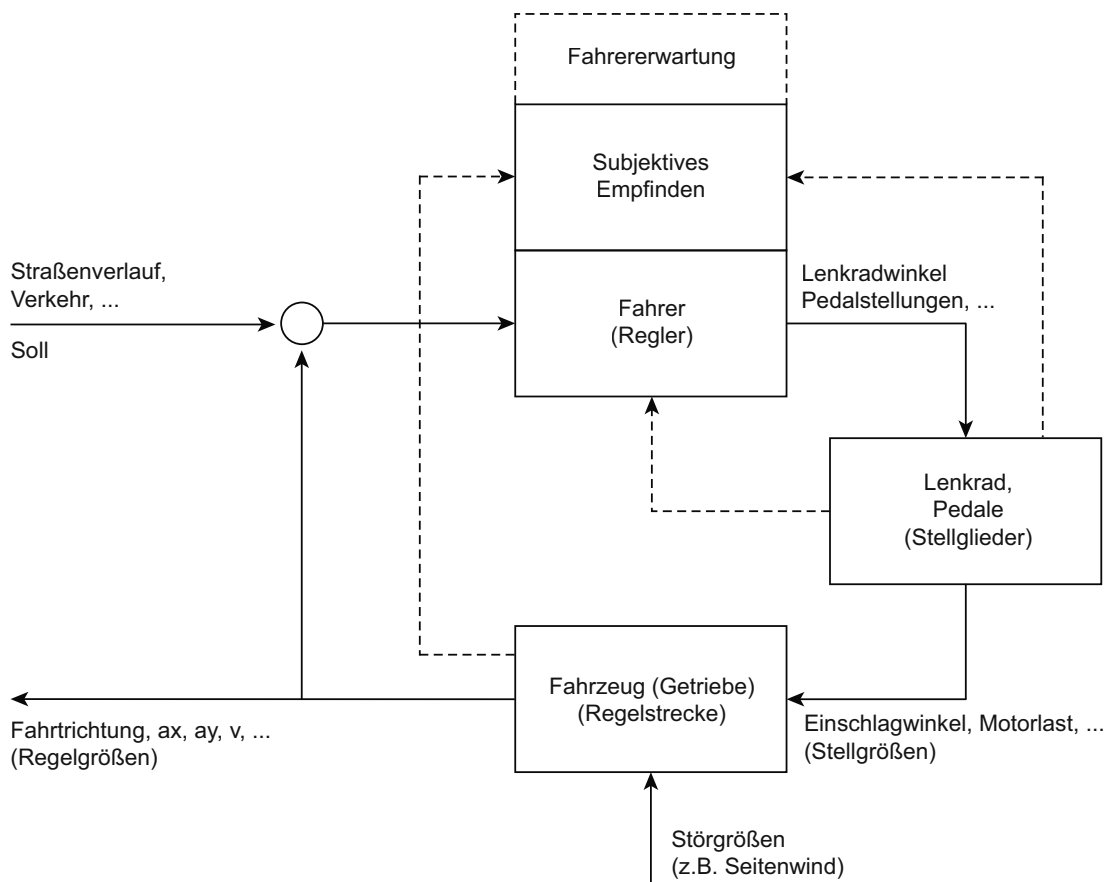 Fahrererwartung
Subjektives
Empfinden
Straßenverlauf,
Verkehr, ...
Soll
Fahrer
(Regler)
Lenkradwinkel
Pedalstellungen, ...
Lenkrad,
Pedale
(Stellglieder)
Fahrzeug (Getriebe)
(Regelstrecke)
Fahrtrichtung, ax, ay, v, ...
(Regelgrößen)
Einschlagwinkel, Motorlast, ...
(Stellgrößen)
Störgrößen
(z.B. Seitenwind)